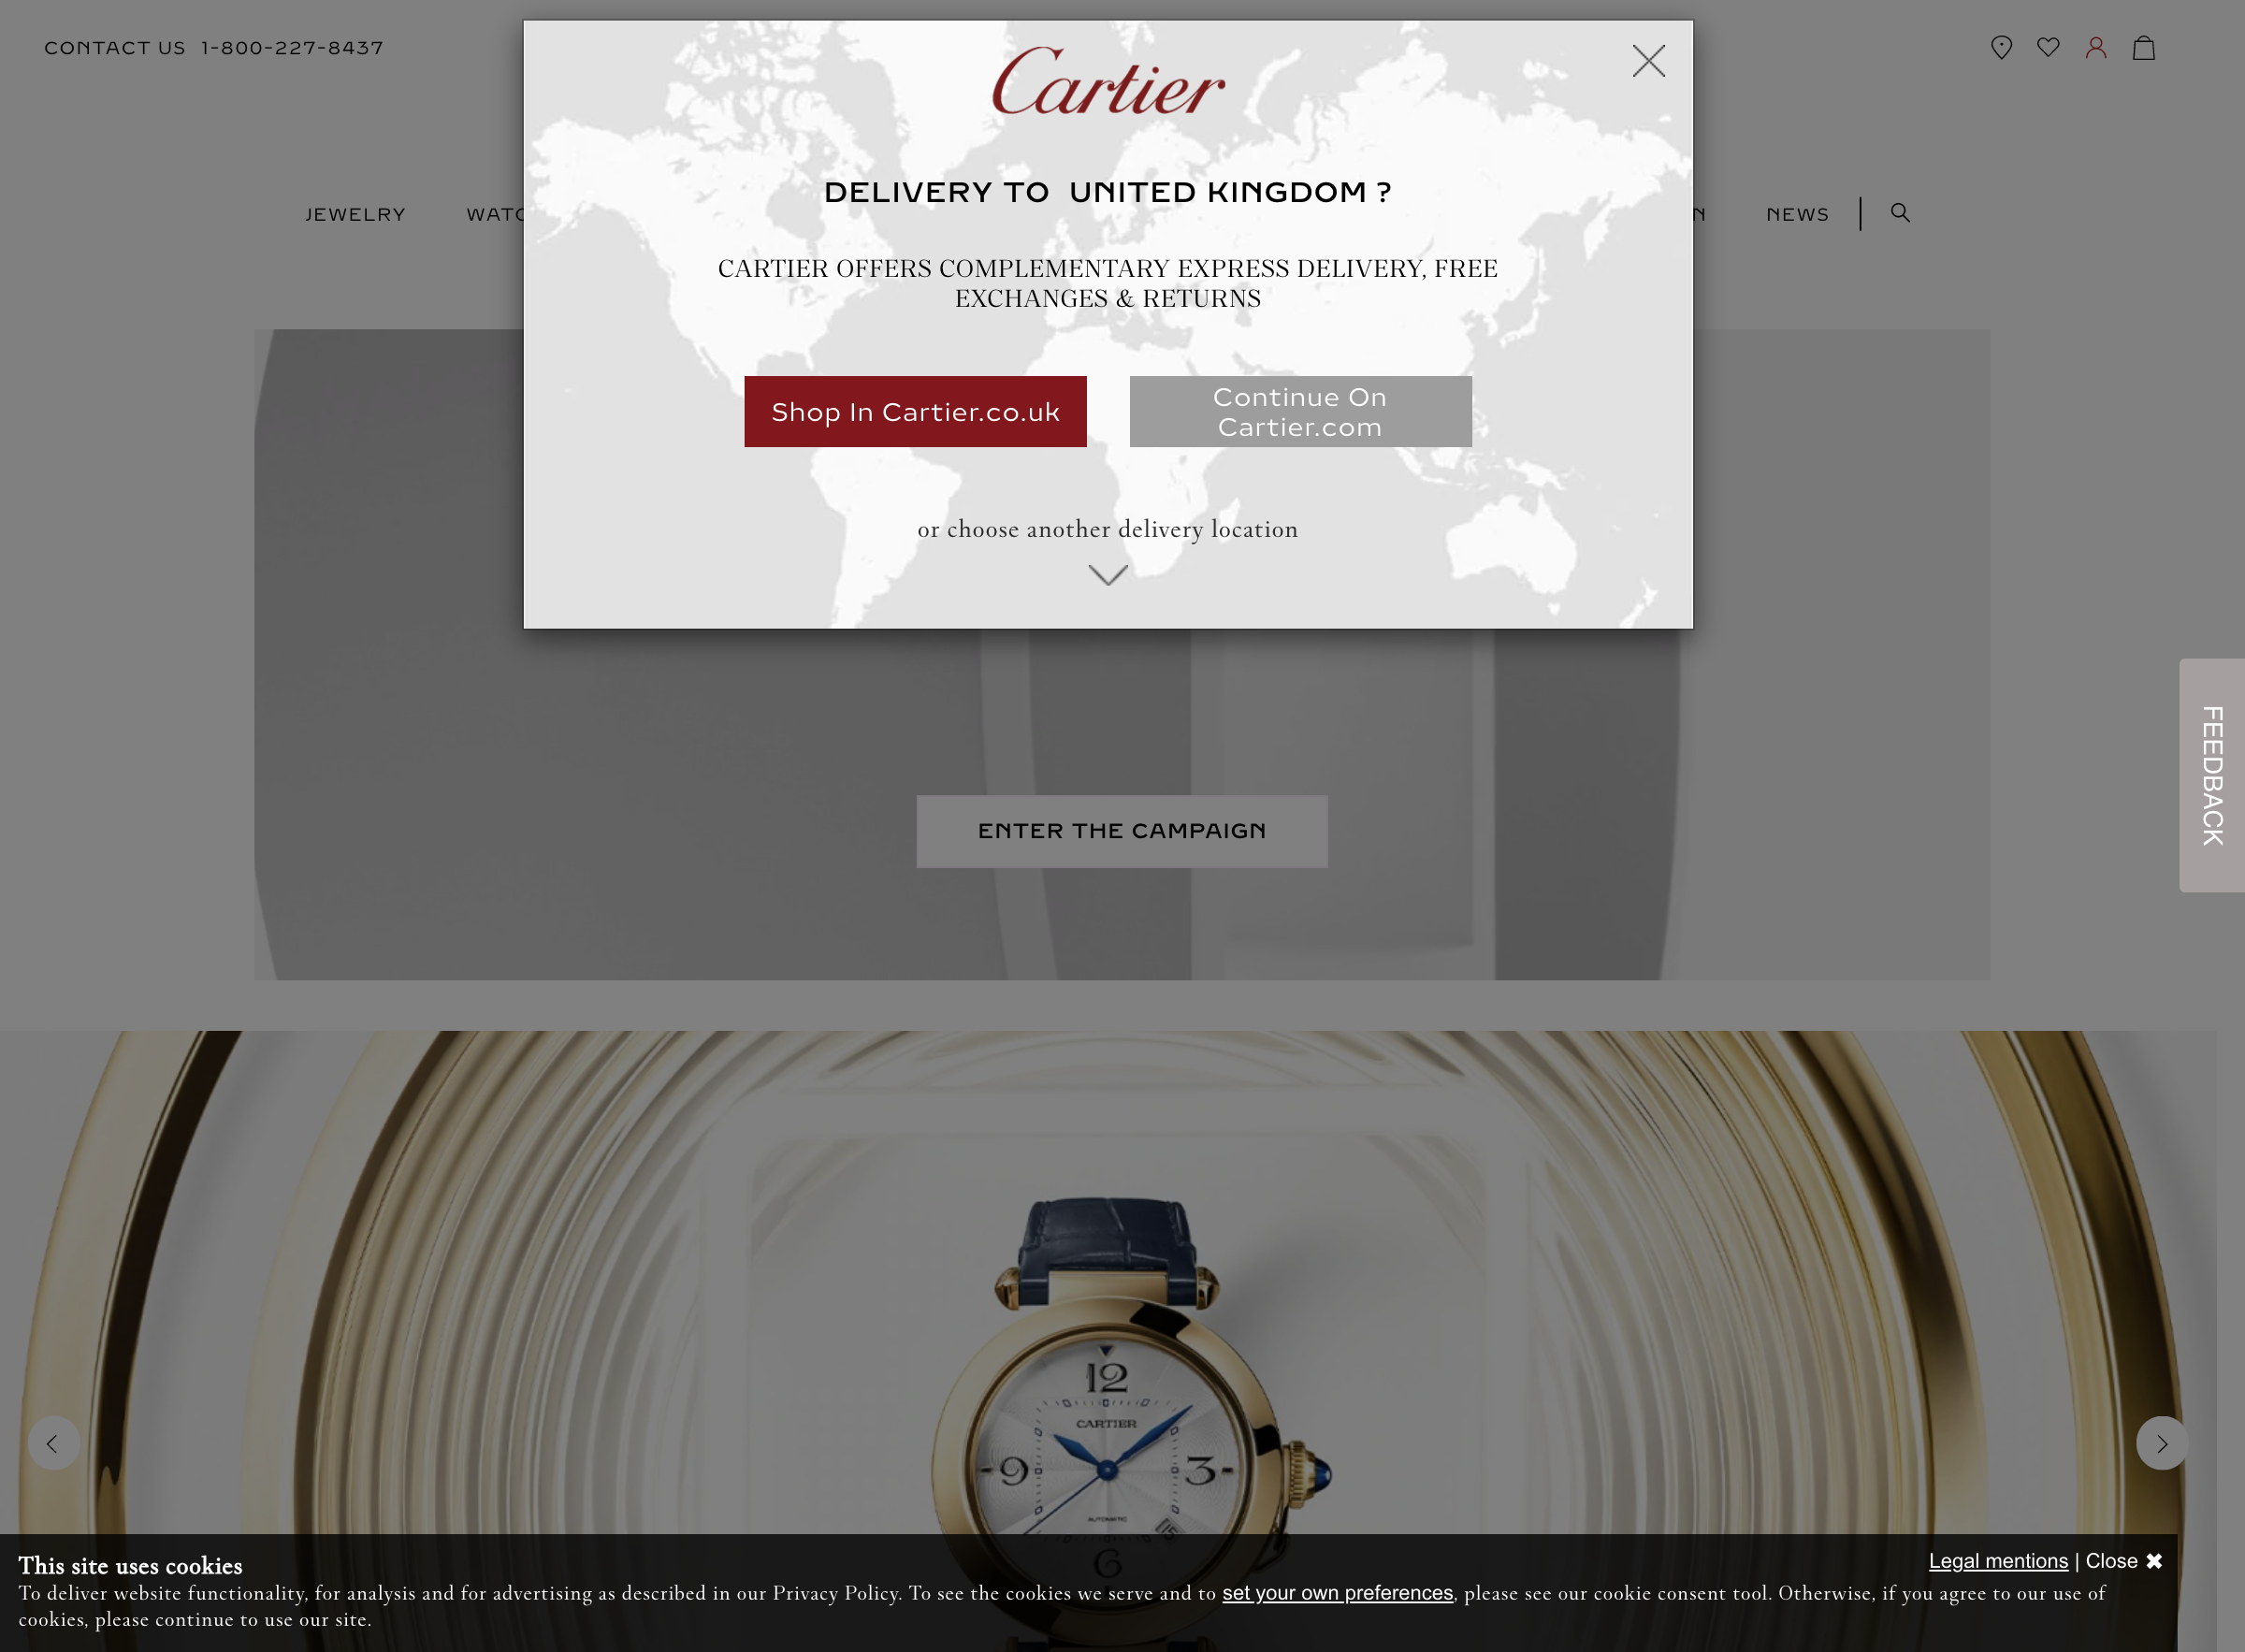 CONTACT US 1-800-227-8437
Cartier
DELIVERY TO UNITED KINGDOM ?
JEWELRY
NEWS
CARTIER OFFERS COMPLEMENTARY EXPRESS DELIVERY, FREE
EXCHANGES & RETURNS
Shop In Cartier.co.uk
Continue On
Cartier.com
or choose another delivery location
FEEDBACK
ENTER THE CAMPAIGN
12
CARTIER
9
3
AUTOMATIC
15
6
This site uses cookies
Legal mentions | Close ✖
To deliver website functionality, for analysis and for advertising as described in our Privacy Policy. To see the cookies we serve and to set your own preferences, please see our cookie consent tool. Otherwise, if you agree to our use of
cookies, please continue to use our site.